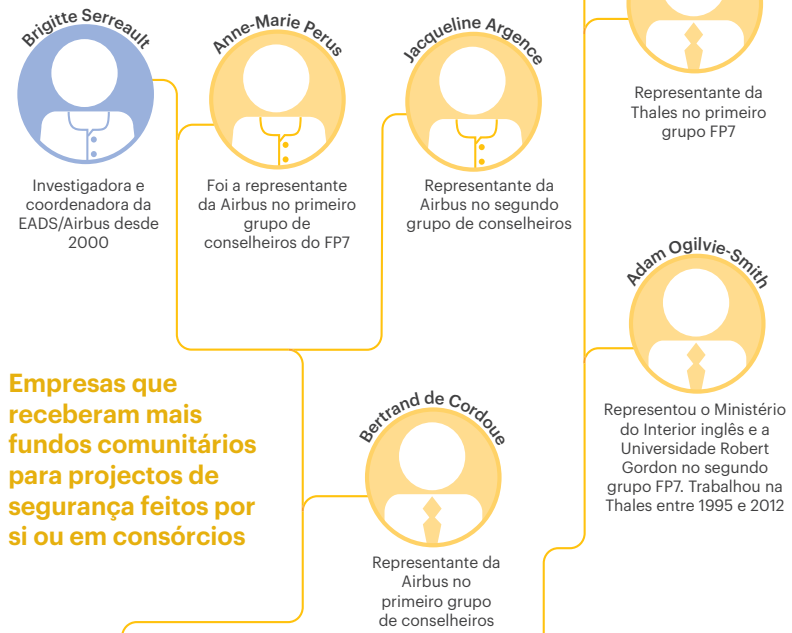 Brigitte Serreault
Investigadora e
coordenadora da
EADS/Airbus desde
2000
Anne-Marie Perus
Foi a representante
da Airbus no primeiro
grupo de
conselheiros do FP7
Jacqueline Argence
Representante da
Airbus no segundo
grupo de conselheiros
Representante da
Thales no primeiro
grupo FP7
Adam Ogilvie-Smith
Representou o Ministério
do Interior inglês e a
Universidade Robert
Gordon no segundo
grupo FP7. Trabalhou na
Thales entre 1995 e 2012
Empresas que
receberam mais
fundos comunitários
para projectos de
segurança feitos por
si ou em consórcios
Bertrand de Cordoue
Representante da
Airbus no
primeiro grupo
de conselheiros